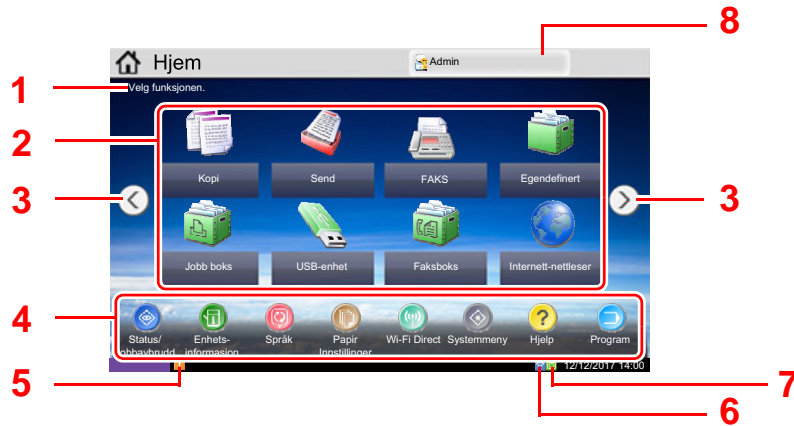 8
Hjem
Admin
1
Velg funksjonen.
2
Kopi
Send
FAKS
Egendefinert
3
3
Jobb boks
USB-enhet
Faksboks
Internett-nettleser
4
Status/
Jobbavbrudd
Enhets-
informasjon
Språk
Papir
Innstillinger
Wi-Fi Direct
Systemmeny
?
Hjelp
Program
5
12/12/2017 14:00
6
7